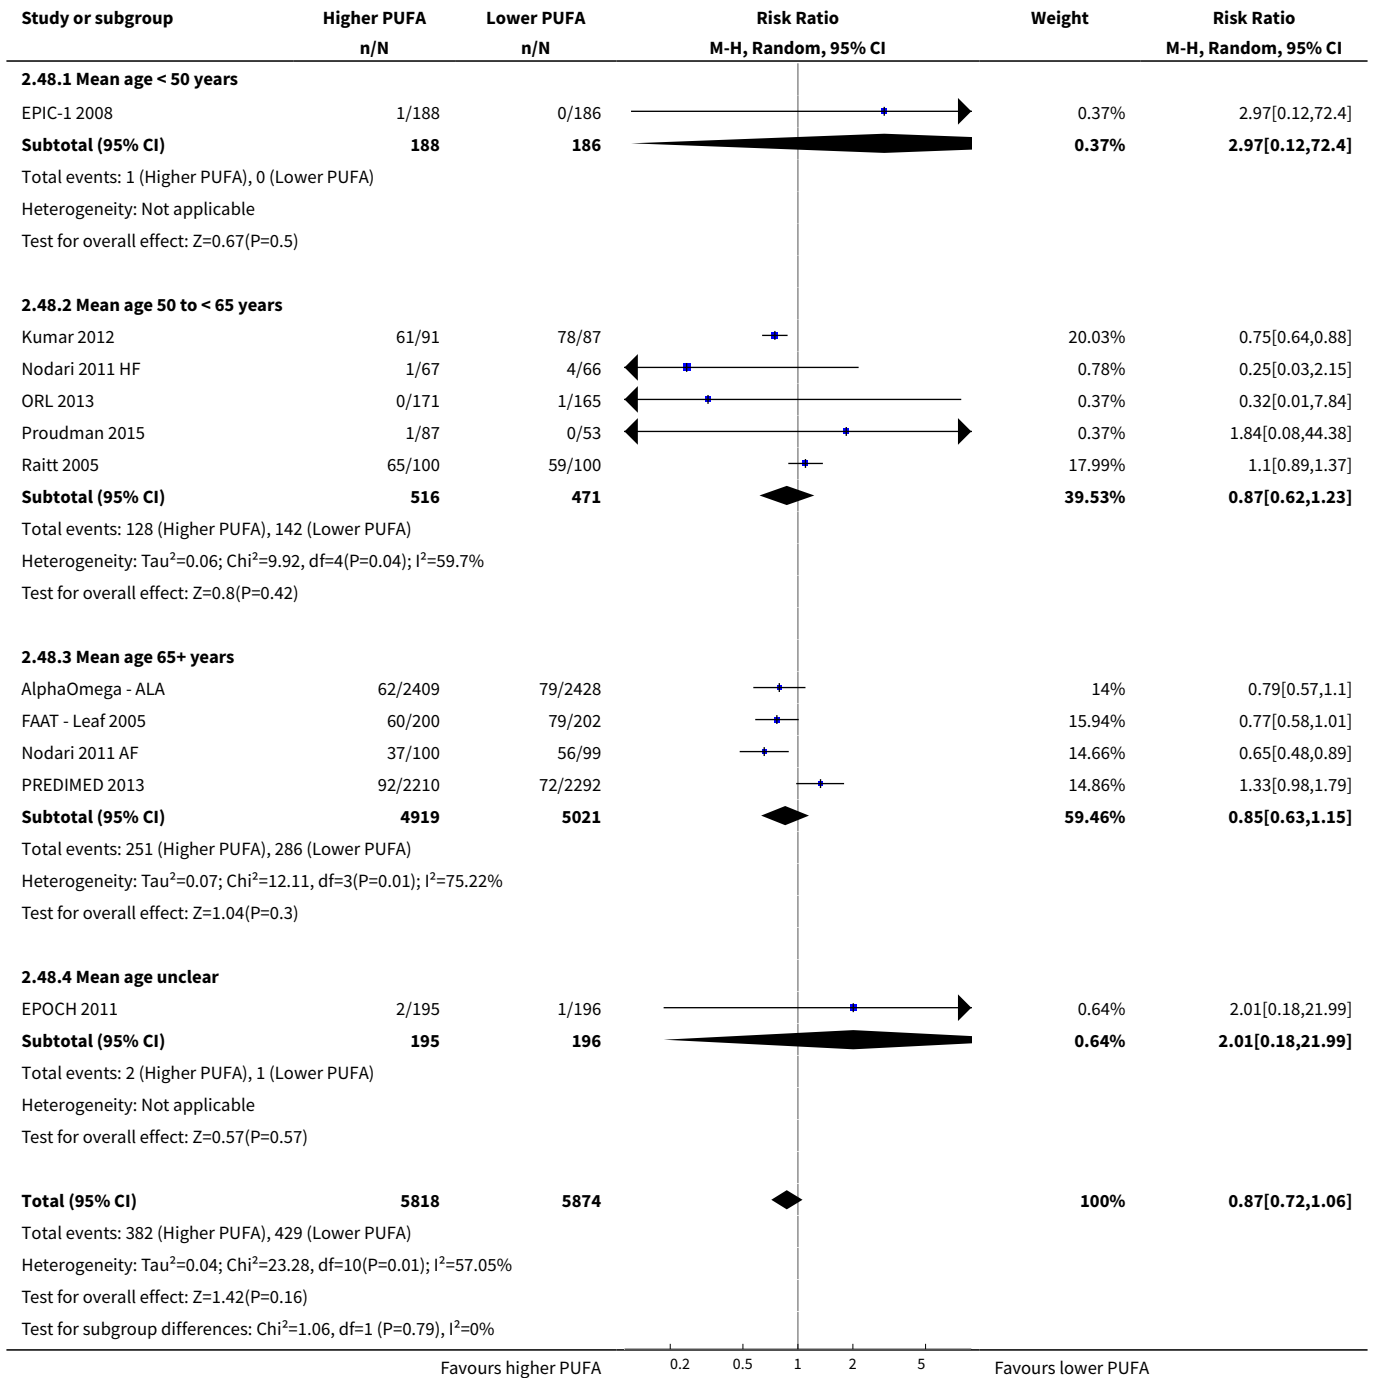 Study or subgroup Higher PUFA Lower PUFA Risk Ratio Weight Risk Ratio
n/N n/N M-H, Random, 95% CI M-H, Random, 95% CI
2.48.1 Mean age < 50 years
EPIC-1 2008 1/188 0/186 0.37% 2.97[0.12,72.4]
Subtotal (95% CI) 188 186 0.37% 2.97[0.12,72.4]
Total events: 1 (Higher PUFA), 0 (Lower PUFA)
Heterogeneity: Not applicable
Test for overall effect: Z=0.67(P=0.5)
2.48.2 Mean age 50 to < 65 years
Kumar 2012 61/91 78/87 20.03% 0.75[0.64,0.88]
Nodari 2011 HF 1/67 4/66 0.78% 0.25[0.03,2.15]
ORL 2013 0/171 1/165 0.37% 0.32[0.01,7.84]
Proudman 2015 1/87 0/53 0.37% 1.84[0.08,44.38]
Raitt 2005 65/100 59/100 17.99% 1.1[0.89,1.37]
Subtotal (95% CI) 516 471 39.53% 0.87[0.62,1.23]
Total events: 128 (Higher PUFA), 142 (Lower PUFA)
Heterogeneity: Tau²=0.06; Chi²=9.92, df=4(P=0.04); I²=59.7%
Test for overall effect: Z=0.8(P=0.42)
2.48.3 Mean age 65+ years
AlphaOmega - ALA 62/2409 79/2428 14% 0.79[0.57,1.1]
FAAT - Leaf 2005 60/200 79/202 15.94% 0.77[0.58,1.01]
Nodari 2011 AF 37/100 56/99 14.66% 0.65[0.48,0.89]
PREDIMED 2013 92/2210 72/2292 14.86% 1.33[0.98,1.79]
Subtotal (95% CI) 4919 5021 59.46% 0.85[0.63,1.15]
Total events: 251 (Higher PUFA), 286 (Lower PUFA)
Heterogeneity: Tau²=0.07; Chi²=12.11, df=3(P=0.01); I²=75.22%
Test for overall effect: Z=1.04(P=0.3)
2.48.4 Mean age unclear
EPOCH 2011 2/195 1/196 0.64% 2.01[0.18,21.99]
Subtotal (95% CI) 195 196 0.64% 2.01[0.18,21.99]
Total events: 2 (Higher PUFA), 1 (Lower PUFA)
Heterogeneity: Not applicable
Test for overall effect: Z=0.57(P=0.57)
Total (95% CI) 5818 5874 100% 0.87[0.72,1.06]
Total events: 382 (Higher PUFA), 429 (Lower PUFA)
Heterogeneity: Tau²=0.04; Chi²=23.28, df=10(P=0.01); I²=57.05%
Test for overall effect: Z=1.42(P=0.16)
Test for subgroup differences: Chi²=1.06, df=1 (P=0.79), I²=0%
Favours higher PUFA 0.2 0.5 1 2 5 Favours lower PUFA